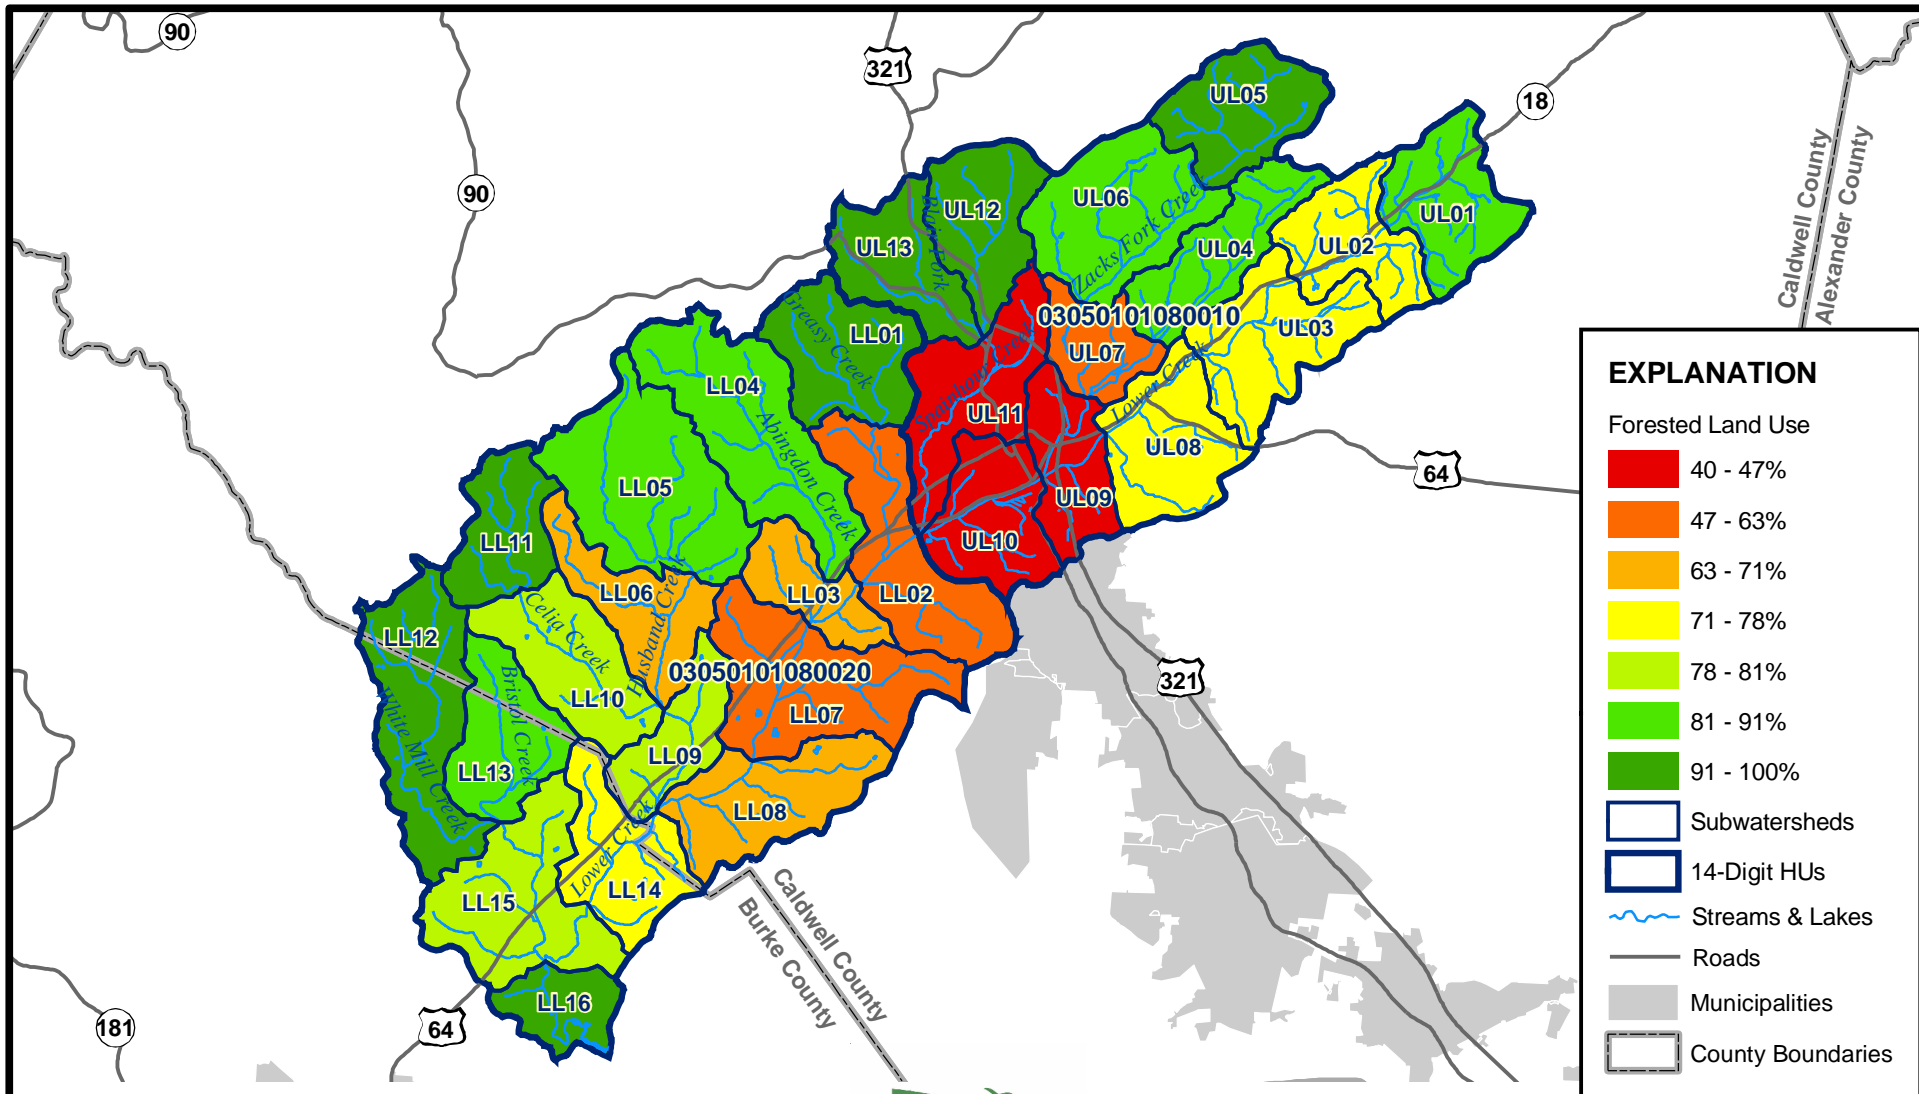 90
321
UL05
18
90
UL06
UL12
Blair Fork
UL13
Zacks Fork Creek
UL04
UL02
UL01
Caldwell County
Alexander County
Greasy Creek
LL01
03050101080010
UL03
UL07
Spainhour Creek
Lower Creek
LL04
UL11
Abingdon Creek
UL08
64
LL05
UL09
LL11
UL10
LL06
Husband Creek
LL03
LL02
Celia Creek
LL12
03050101080020
321
Bristol Creek
LL10
LL07
White Mill Creek
LL09
LL13
LL08
Lower Creek
LL14
LL15
Caldwell County
Burke County
LL16
181
64
EXPLANATION
Forested Land Use
40 - 47%
47 - 63%
63 - 71%
71 - 78%
78 - 81%
81 - 91%
91 - 100%
Subwatersheds
14-Digit HUs
Streams & Lakes
Roads
Municipalities
County Boundaries